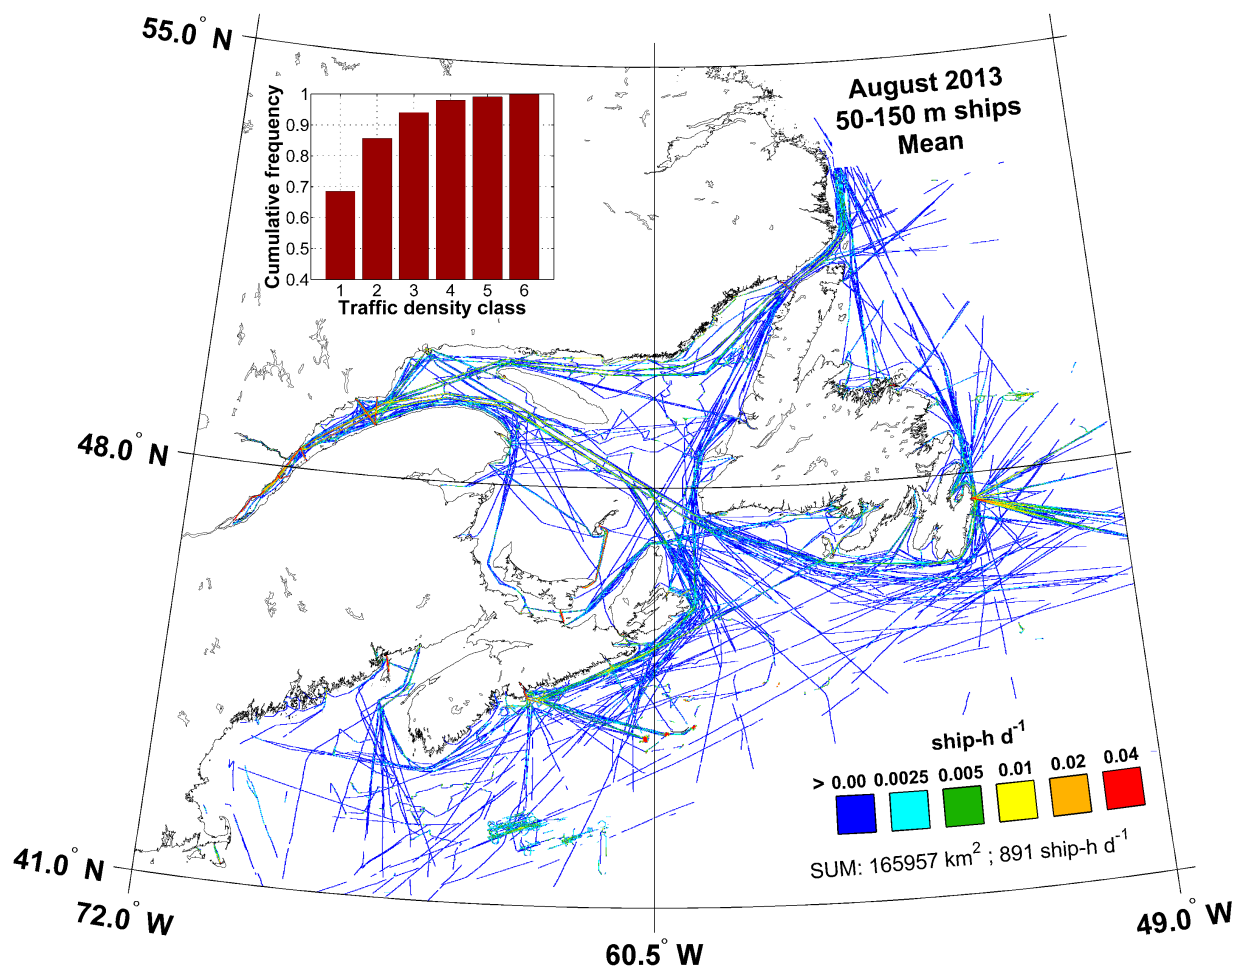 55.0° N
August 2013
50-150 m ships
Mean
Cumulative frequency
1
0.9
0.8
0.7
0.6
0.5
0.4
1 2 3 4 5 6
Traffic density class
48.0° N
ship-h d⁻¹
> 0.00 0.0025 0.005 0.01 0.02 0.04
SUM: 165957 km² ; 891 ship-h d⁻¹
41.0° N
72.0° W
60.5° W
49.0° W